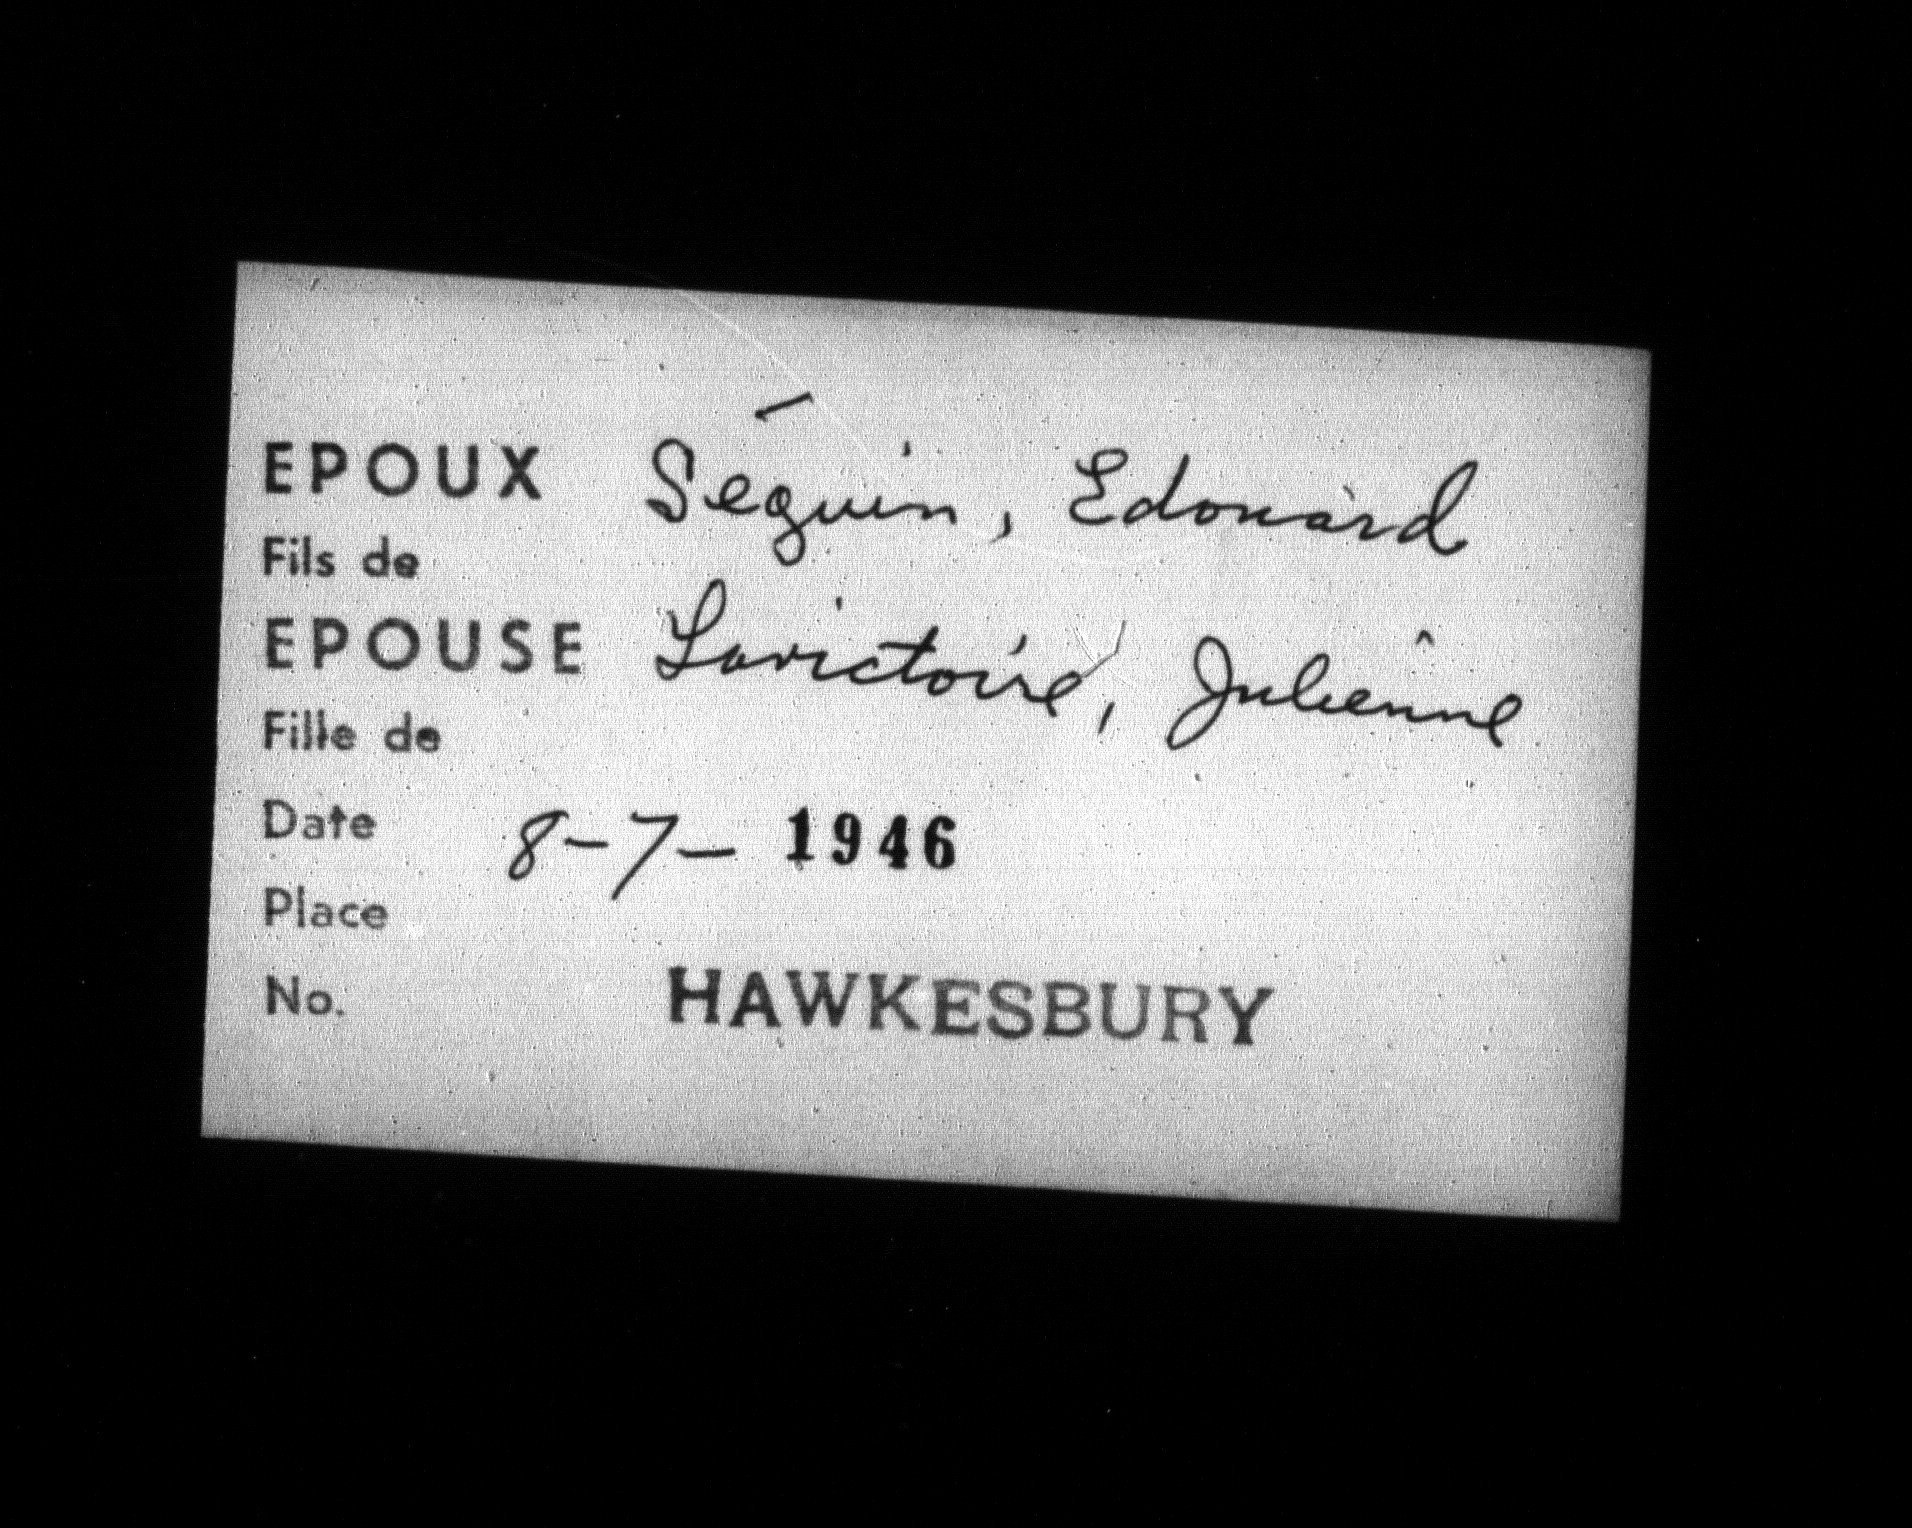 EPOUX Séguin, Edouard
Fils de
EPOUSE Lavictoire, Julienne
Fille de
Date 8-7- 1946
Place
No. HAWKESBURY